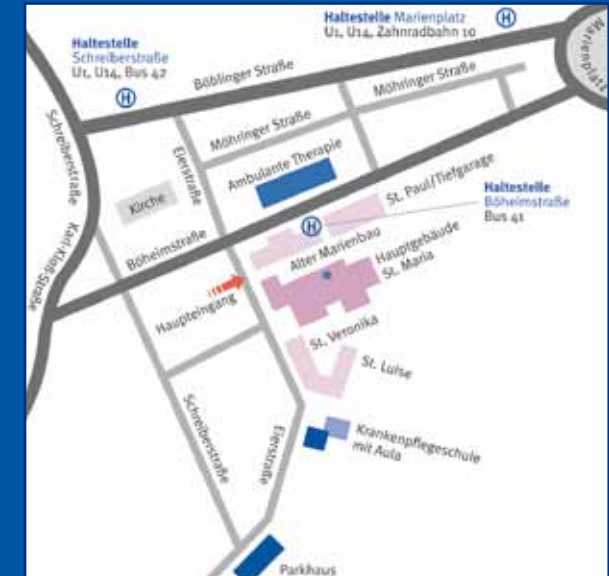 Haltestelle Marienplatz
U1, U14, Zahnradbahn 10
Marienplatz
Haltestelle
Schreiberstraße
U1, U14, Bus 42
H
H
Böblinger Straße
Möhringer Straße
Möhringer Straße
Schreiberstraße
Eierstraße
Ambulante Therapie
Kirche
St. Paul/Tiefgarage
Haltestelle
Böheimstraße
Bus 41
H
Karl-Kloß-Straße
Böheimstraße
Alter Marienbau
Hauptgebäude
St. Maria
Haupteingang
St. Veronika
St. Luise
Schreiberstraße
Eierstraße
Krankenpflegeschule
mit Aula
Parkhaus